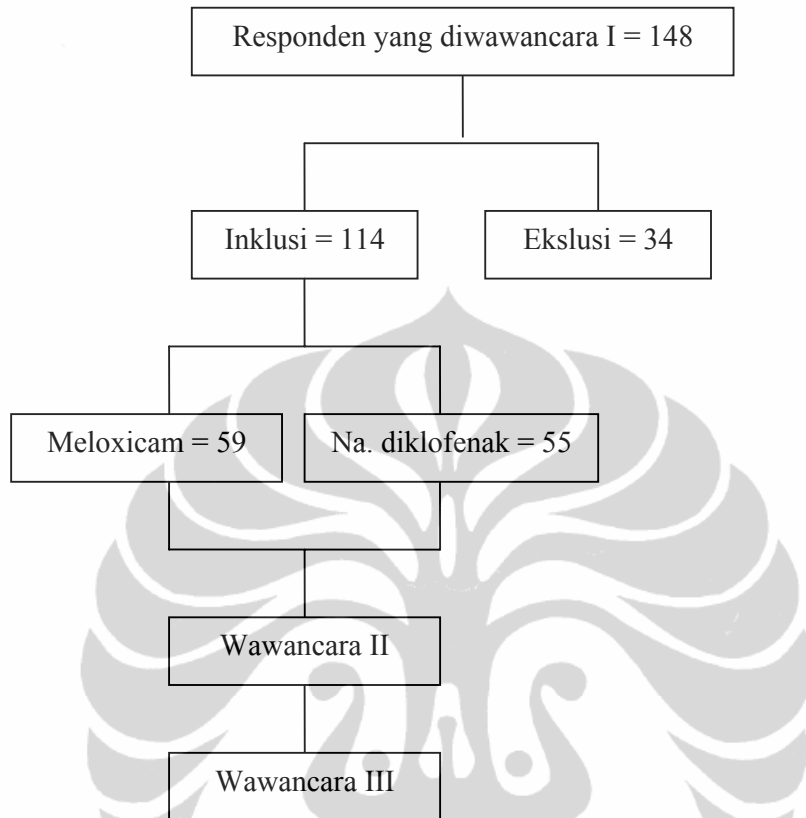 Responden yang diwawancara I = 148
Inklusi = 114
Ekslusi = 34
Meloxicam = 59
Na. diklofenak = 55
Wawancara II
Wawancara III